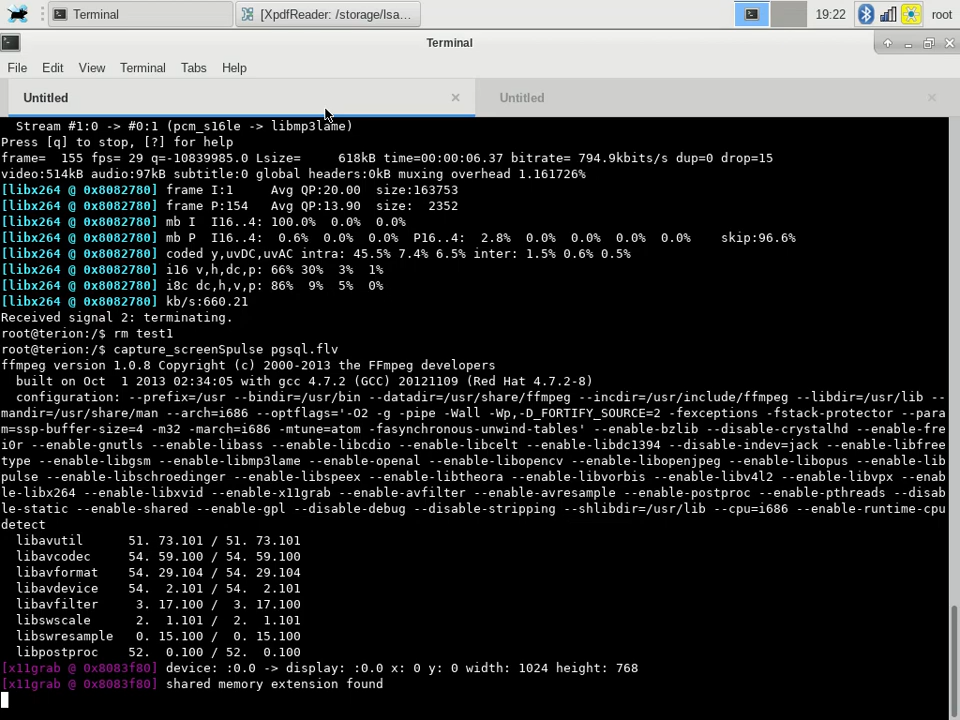 Terminal
[XpdfReader: /storage/lsa...
19:22
root
Terminal
File Edit View Terminal Tabs Help
Untitled
Untitled
Stream #1:0 -> #0:1 (pcm_s16le -> libmp3lame)
Press [q] to stop, [?] for help
frame=  155 fps= 29 q=-10839985.0 Lsize=     618kB time=00:00:06.37 bitrate= 794.9kbits/s dup=0 drop=15
video:514kB audio:97kB subtitle:0 global headers:0kB muxing overhead 1.161726%
[libx264 @ 0x8082780] frame I:1     Avg QP:20.00  size:163753
[libx264 @ 0x8082780] frame P:154   Avg QP:13.90  size:  2352
[libx264 @ 0x8082780] mb I  I16..4: 100.0%  0.0%  0.0%
[libx264 @ 0x8082780] mb P  I16..4:  0.6%  0.0%  0.0%  P16..4:  2.8%  0.0%  0.0%  0.0%  0.0%    skip:96.6%
[libx264 @ 0x8082780] coded y,uvDC,uvAC intra: 45.5% 7.4% 6.5% inter: 1.5% 0.6% 0.5%
[libx264 @ 0x8082780] i16 v,h,dc,p: 66% 30%  3%  1%
[libx264 @ 0x8082780] i8c dc,h,v,p: 86%  9%  5%  0%
[libx264 @ 0x8082780] kb/s:660.21
Received signal 2: terminating.
root@terion:/$ rm test1
root@terion:/$ capture_screenSpulse pgsql.flv
ffmpeg version 1.0.8 Copyright (c) 2000-2013 the FFmpeg developers
built on Oct  1 2013 02:34:05 with gcc 4.7.2 (GCC) 20121109 (Red Hat 4.7.2-8)
configuration: --prefix=/usr --bindir=/usr/bin --datadir=/usr/share/ffmpeg --incdir=/usr/include/ffmpeg --libdir=/usr/lib --
mandir=/usr/share/man --arch=i686 --optflags='-O2 -g -pipe -Wall -Wp,-D_FORTIFY_SOURCE=2 -fexceptions -fstack-protector --para
m=ssp-buffer-size=4 -m32 -march=i686 -mtune=atom -fasynchronous-unwind-tables' --enable-bzlib --disable-crystalhd --enable-fre
i0r --enable-gnutls --enable-libass --enable-libcdio --enable-libcelt --enable-libdc1394 --disable-indev=jack --enable-libfree
type --enable-libgsm --enable-libmp3lame --enable-openal --enable-libopencv --enable-libopenjpeg --enable-libopus --enable-lib
pulse --enable-libschroedinger --enable-libspeex --enable-libtheora --enable-libvorbis --enable-libv4l2 --enable-libvpx --enab
le-libx264 --enable-libxvid --enable-x11grab --enable-avfilter --enable-avresample --enable-postproc --enable-pthreads --disab
le-static --enable-shared --enable-gpl --disable-debug --disable-stripping --shlibdir=/usr/lib --cpu=i686 --enable-runtime-cpu
detect
libavutil      51. 73.101 / 51. 73.101
libavcodec     54. 59.100 / 54. 59.100
libavformat    54. 29.104 / 54. 29.104
libavdevice    54.  2.101 / 54.  2.101
libavfilter     3. 17.100 /  3. 17.100
libswscale      2.  1.101 /  2.  1.101
libswresample   0. 15.100 /  0. 15.100
libpostproc    52.  0.100 / 52.  0.100
[x11grab @ 0x8083f80] device: :0.0 -> display: :0.0 x: 0 y: 0 width: 1024 height: 768
[x11grab @ 0x8083f80] shared memory extension found